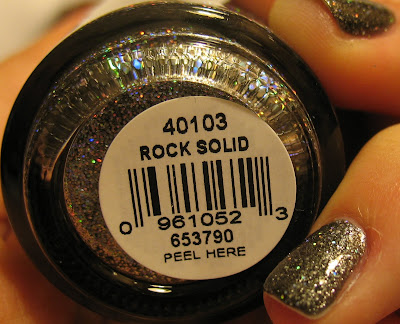 40103
ROCK SOLID
0 961052 3
653790
PEEL HERE